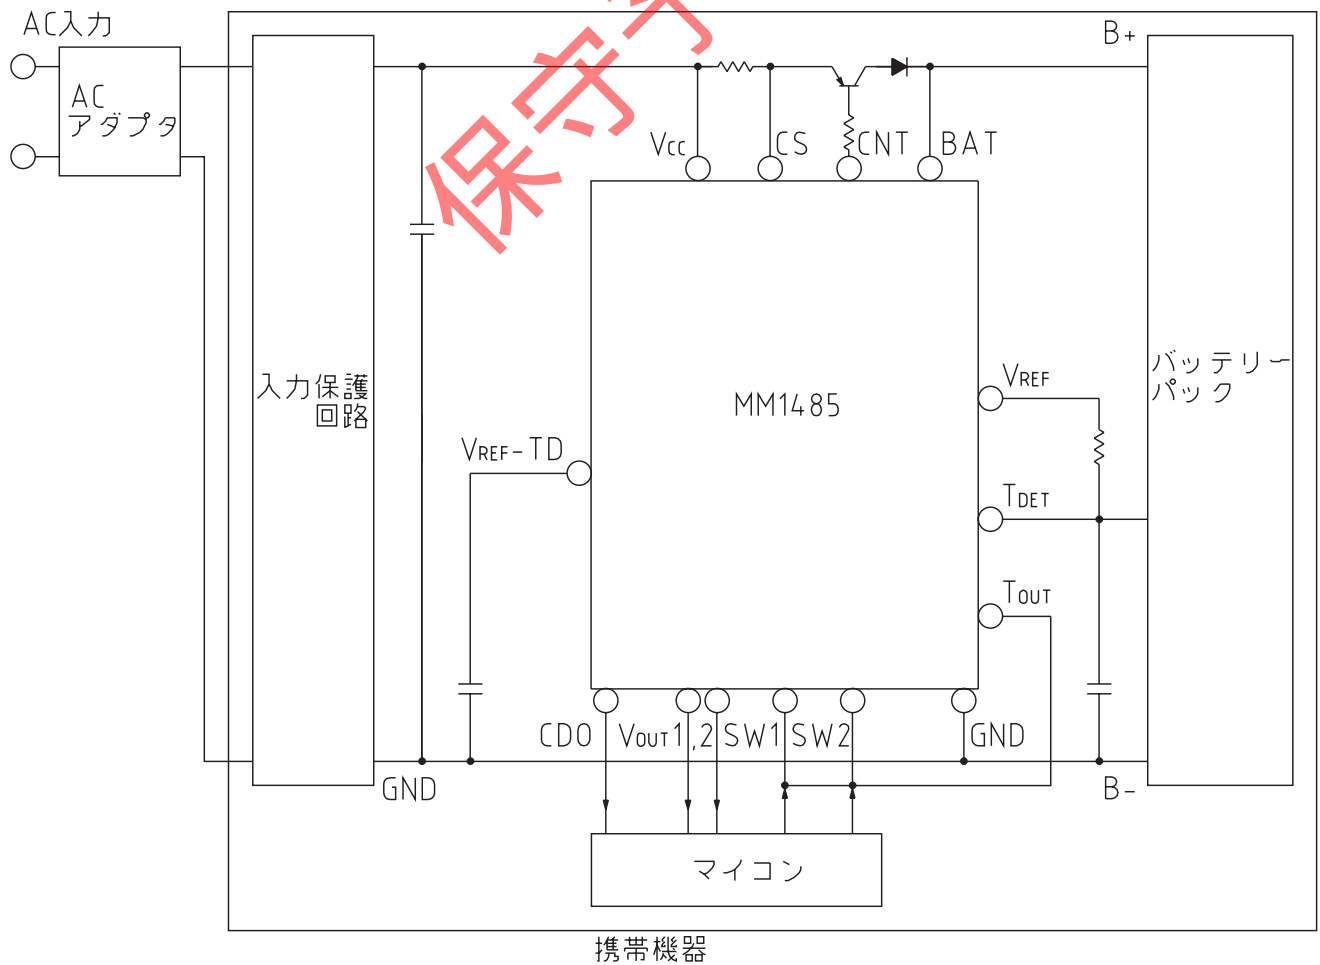 AC入力
AC
アダプタ
入力保護
回路
保守
B+
VCC
CS
CNT
BAT
MM1485
VREF-TD
VREF
TDET
TOUT
バッテリー
パック
CDO
VOUT1,2
SW1
SW2
GND
GND
B-
マイコン
携帯機器